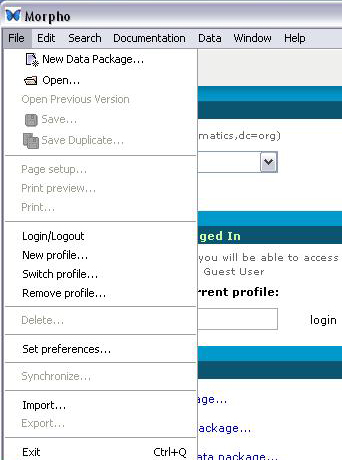 Morpho
File Edit Search Documentation Data Window Help
New Data Package...
Open...
Open Previous Version
Save...
matics,dc=org)
Save Duplicate...
Page setup...
Print preview...
Print...
Login/Logout
ged In
New profile...
you will be able to access
Switch profile...
Guest User
Remove profile...
rrent profile:
Delete...
login
Set preferences...
Synchronize...
Import...
age...
Export...
ackage...
Exit Ctrl+Q
ata package...